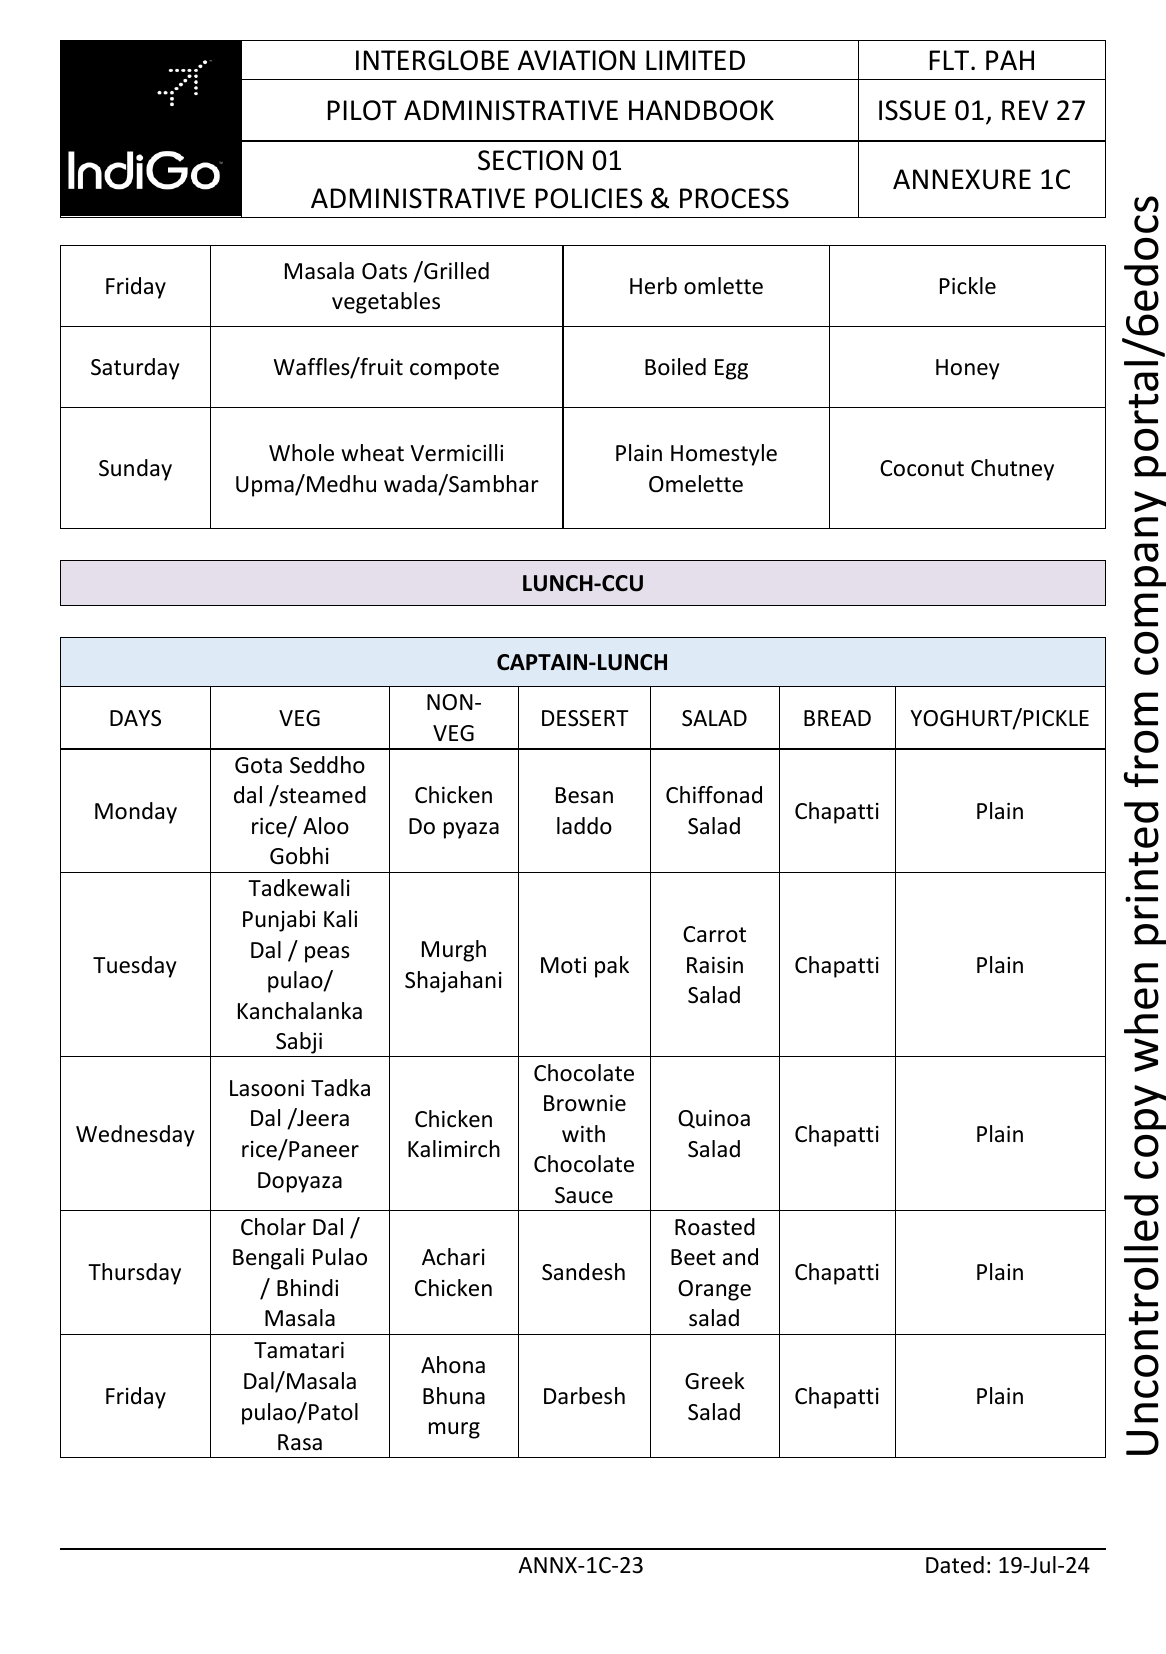 IndiGo
INTERGLOBE AVIATION LIMITED
FLT. PAH
PILOT ADMINISTRATIVE HANDBOOK
ISSUE 01, REV 27
SECTION 01
ADMINISTRATIVE POLICIES & PROCESS
ANNEXURE 1C
Friday
Masala Oats /Grilled
vegetables
Herb omlette
Pickle
Saturday
Waffles/fruit compote
Boiled Egg
Honey
Sunday
Whole wheat Vermicilli
Upma/Medhu wada/Sambhar
Plain Homestyle
Omelette
Coconut Chutney
LUNCH-CCU
CAPTAIN-LUNCH
DAYS
VEG
NON-
VEG
DESSERT
SALAD
BREAD
YOGHURT/PICKLE
Monday
Gota Seddho
dal /steamed
rice/ Aloo
Gobhi
Chicken
Do pyaza
Besan
laddo
Chiffonad
Salad
Chapatti
Plain
Tuesday
Tadkewali
Punjabi Kali
Dal / peas
pulao/
Kanchalanka
Sabji
Murgh
Shajahani
Moti pak
Carrot
Raisin
Salad
Chapatti
Plain
Wednesday
Lasooni Tadka
Dal /Jeera
rice/Paneer
Dopyaza
Chicken
Kalimirch
Chocolate
Brownie
with
Chocolate
Sauce
Quinoa
Salad
Chapatti
Plain
Thursday
Cholar Dal /
Bengali Pulao
/ Bhindi
Masala
Achari
Chicken
Sandesh
Roasted
Beet and
Orange
salad
Chapatti
Plain
Friday
Tamatari
Dal/Masala
pulao/Patol
Rasa
Ahona
Bhuna
murg
Darbesh
Greek
Salad
Chapatti
Plain
ANNX-1C-23
Dated: 19-Jul-24
Uncontrolled copy when printed from company portal/6edocs